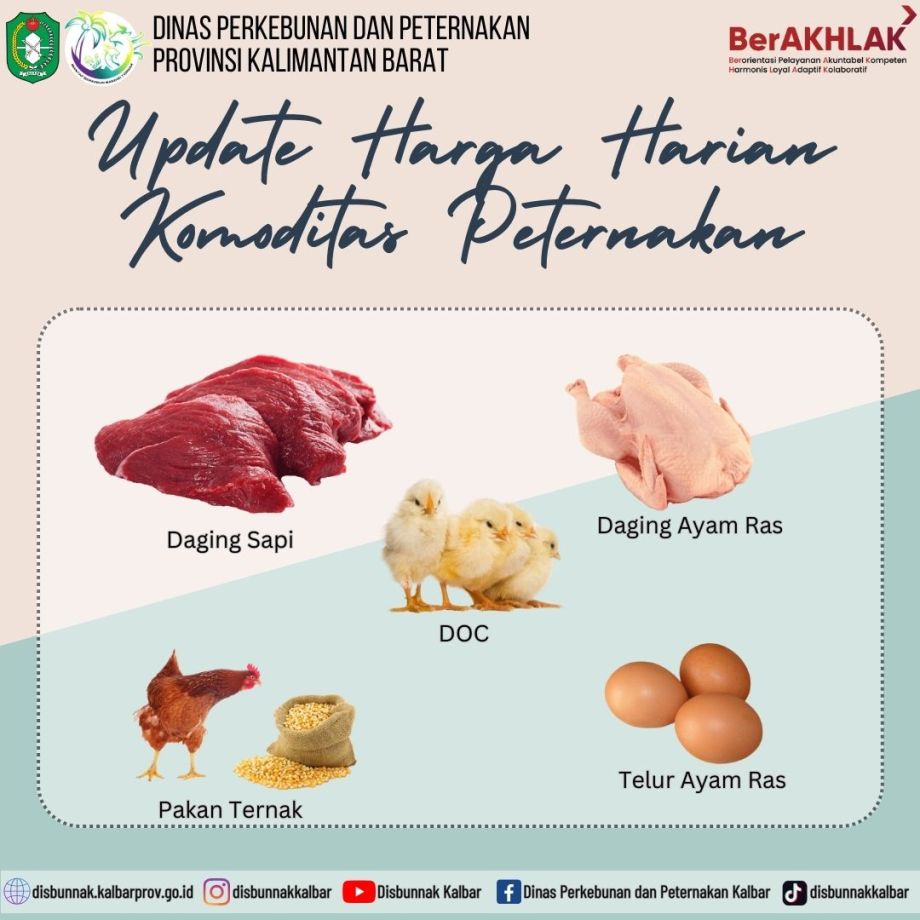 DINAS PERKEBUNAN DAN PETERNAKAN
PROVINSI KALIMANTAN BARAT
BerAKHLAK
Berorientasi Pelayanan Akuntabel Kompeten
Harmonis Loyal Adaptif Kolaboratif
Update Harga Harian
Komoditas Peternakan
Daging Sapi
Daging Ayam Ras
DOC
Pakan Ternak
Telur Ayam Ras
disbunnak.kalbarprov.go.id disbunnakkalbar Disbunnak Kalbar Dinas Perkebunan dan Peternakan Kalbar disbunnakkalbar